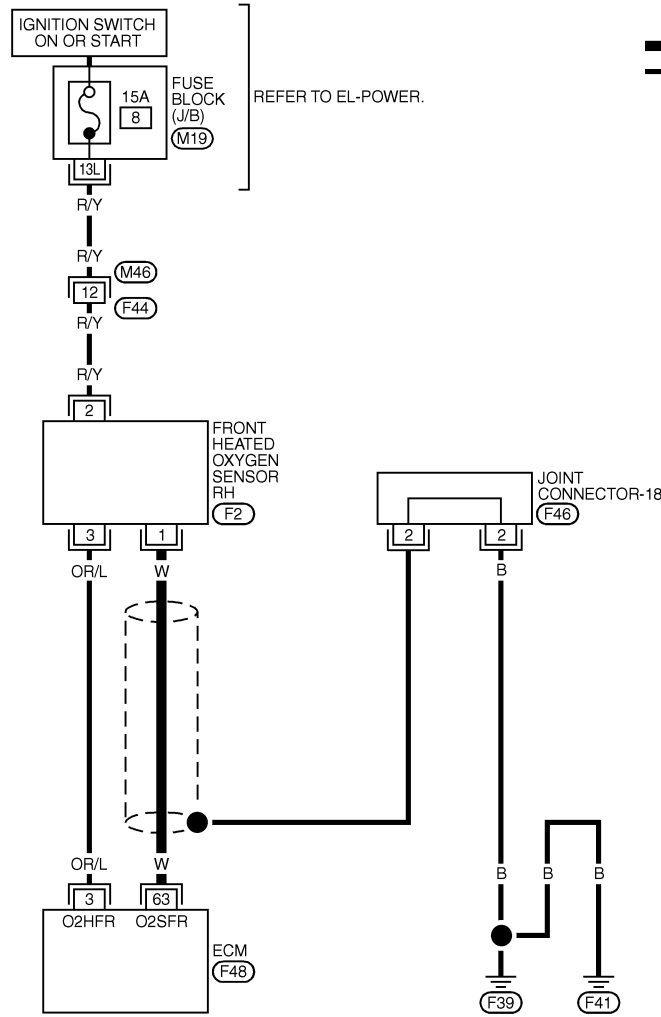 IGNITION SWITCH
ON OR START
FUSE
BLOCK
(J/B)
M19
15A
8
REFER TO EL-POWER.
13L
R/Y
R/Y
M46
12
F44
R/Y
R/Y
2
FRONT
HEATED
OXYGEN
SENSOR
RH
F2
JOINT
CONNECTOR-18
F46
3
1
2
2
OR/L
W
B
OR/L
W
B
B
B
3
63
O2HFR
O2SFR
ECM
F48
F39
F41